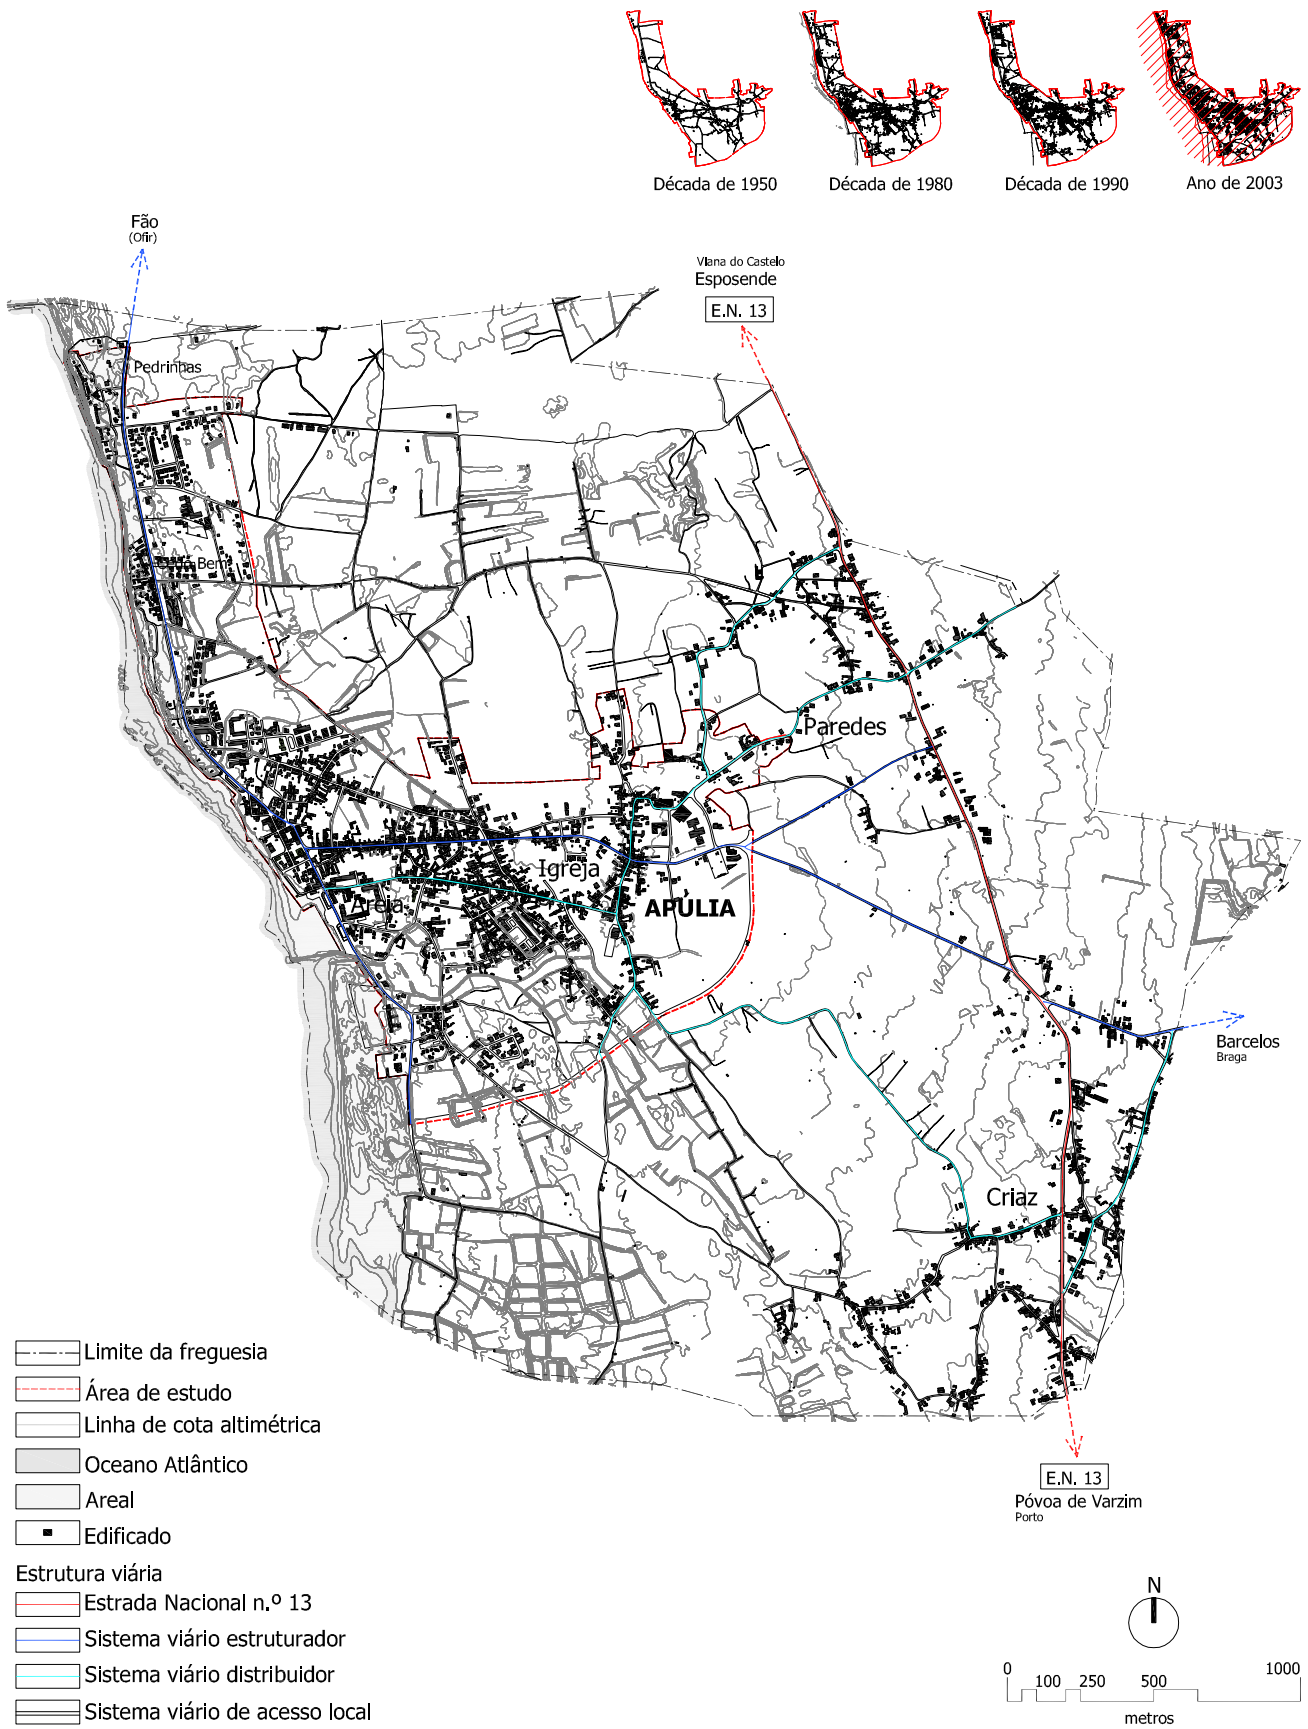 Década de 1950
Década de 1980
Década de 1990
Ano de 2003
Fão
(Ofir)
Viana do Castelo
Esposende
E.N. 13
Pedrinhas
Paredes
Igreja
Areia
APÚLIA
Barcelos
Braga
Criaz
E.N. 13
Póvoa de Varzim
Porto
Limite da freguesia
Área de estudo
Linha de cota altimétrica
Oceano Atlântico
Areal
Edificado
Estrutura viária
Estrada Nacional n.º 13
Sistema viário estruturador
Sistema viário distribuidor
Sistema viário de acesso local
N
0 100 250 500 1000
metros